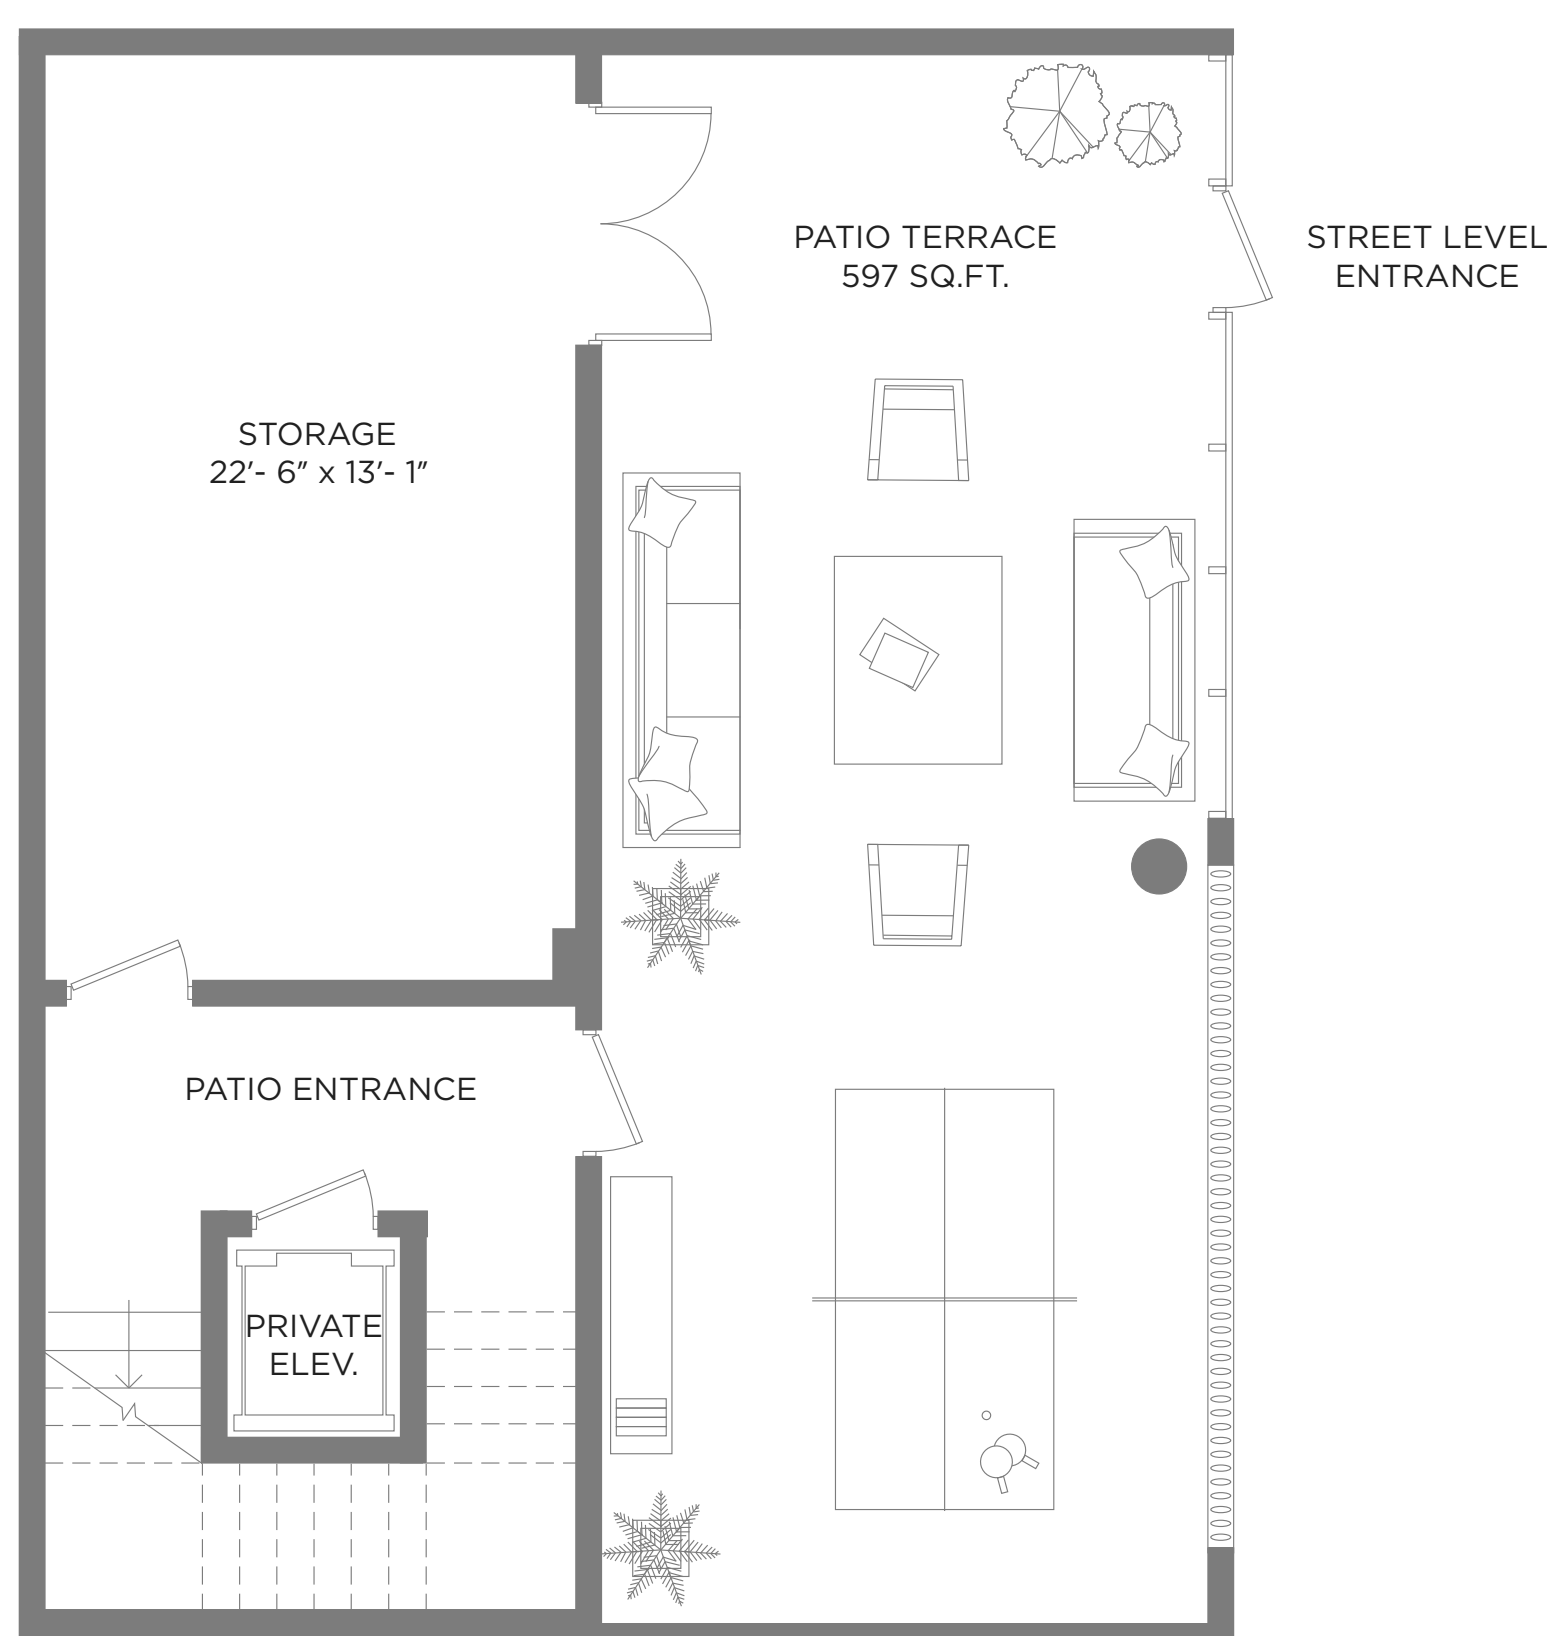 PATIO TERRACE
597 SQ.FT.
STREET LEVEL
ENTRANCE
STORAGE
22'- 6" x 13'- 1"
PATIO ENTRANCE
PRIVATE
ELEV.